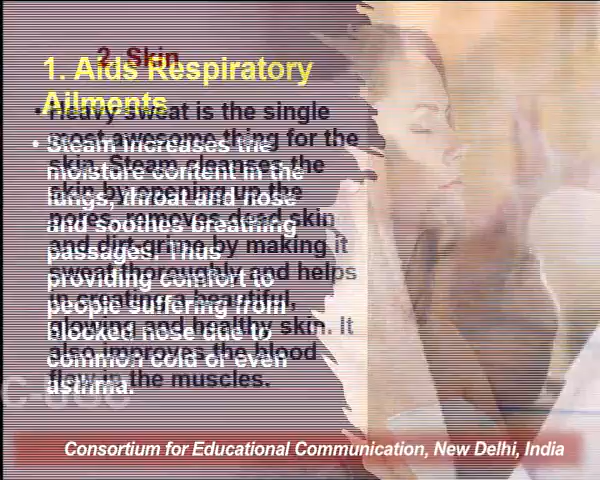 2. Skin
1. Aids Respiratory
Ailments
• Heavy sweat is the single
most awesome thing for the
skin. Steam cleanses the
skin by opening up the
pores, removes dead skin
and dirt-grime by making it
sweat thoroughly and helps
in creating a beautiful,
glowing and healthy skin. It
also improves the blood
flow in the muscles.
• Steam increases the
moisture content in the
lungs, throat and nose
and soothes breathing
passages. Thus
providing comfort to
people suffering from
blocked nose due to
common cold or even
asthma.
Consortium for Educational Communication, New Delhi, India